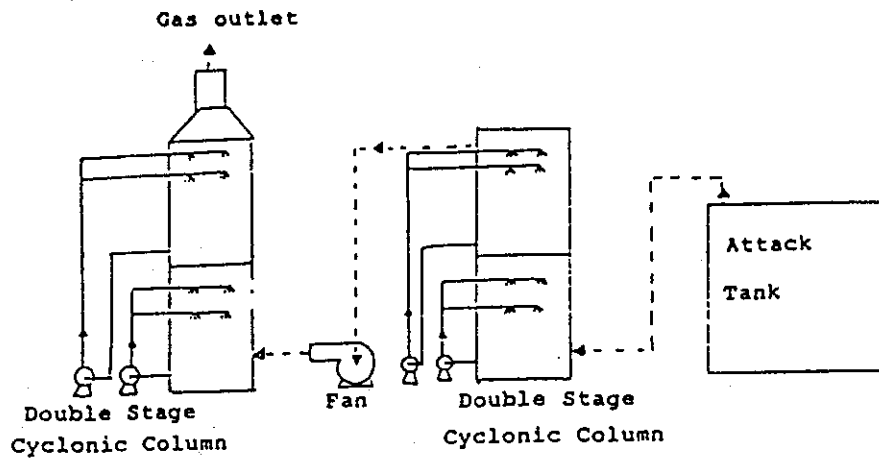 Gas outlet
Attack
Tank
Fan
Double Stage
Cyclonic Column
Double Stage
Cyclonic Column